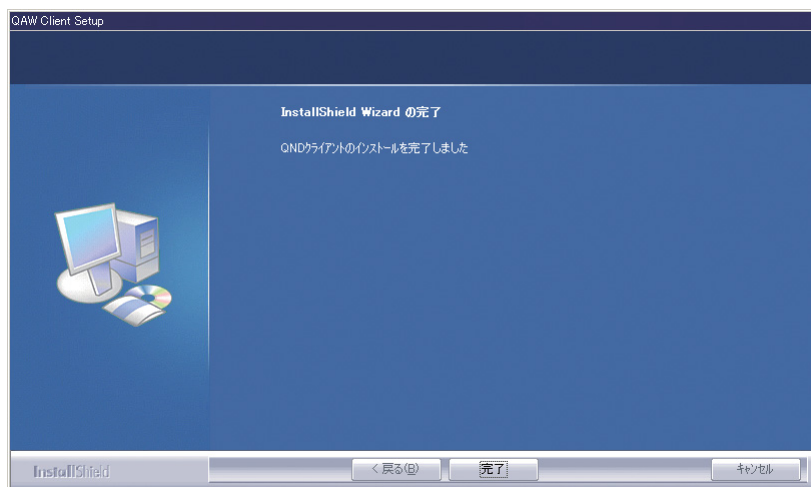 QAW Client Setup
InstallShield Wizard の完了
QNDクライアントのインストールを完了しました
InstallShield
< 戻る(B)
完了
キャンセル